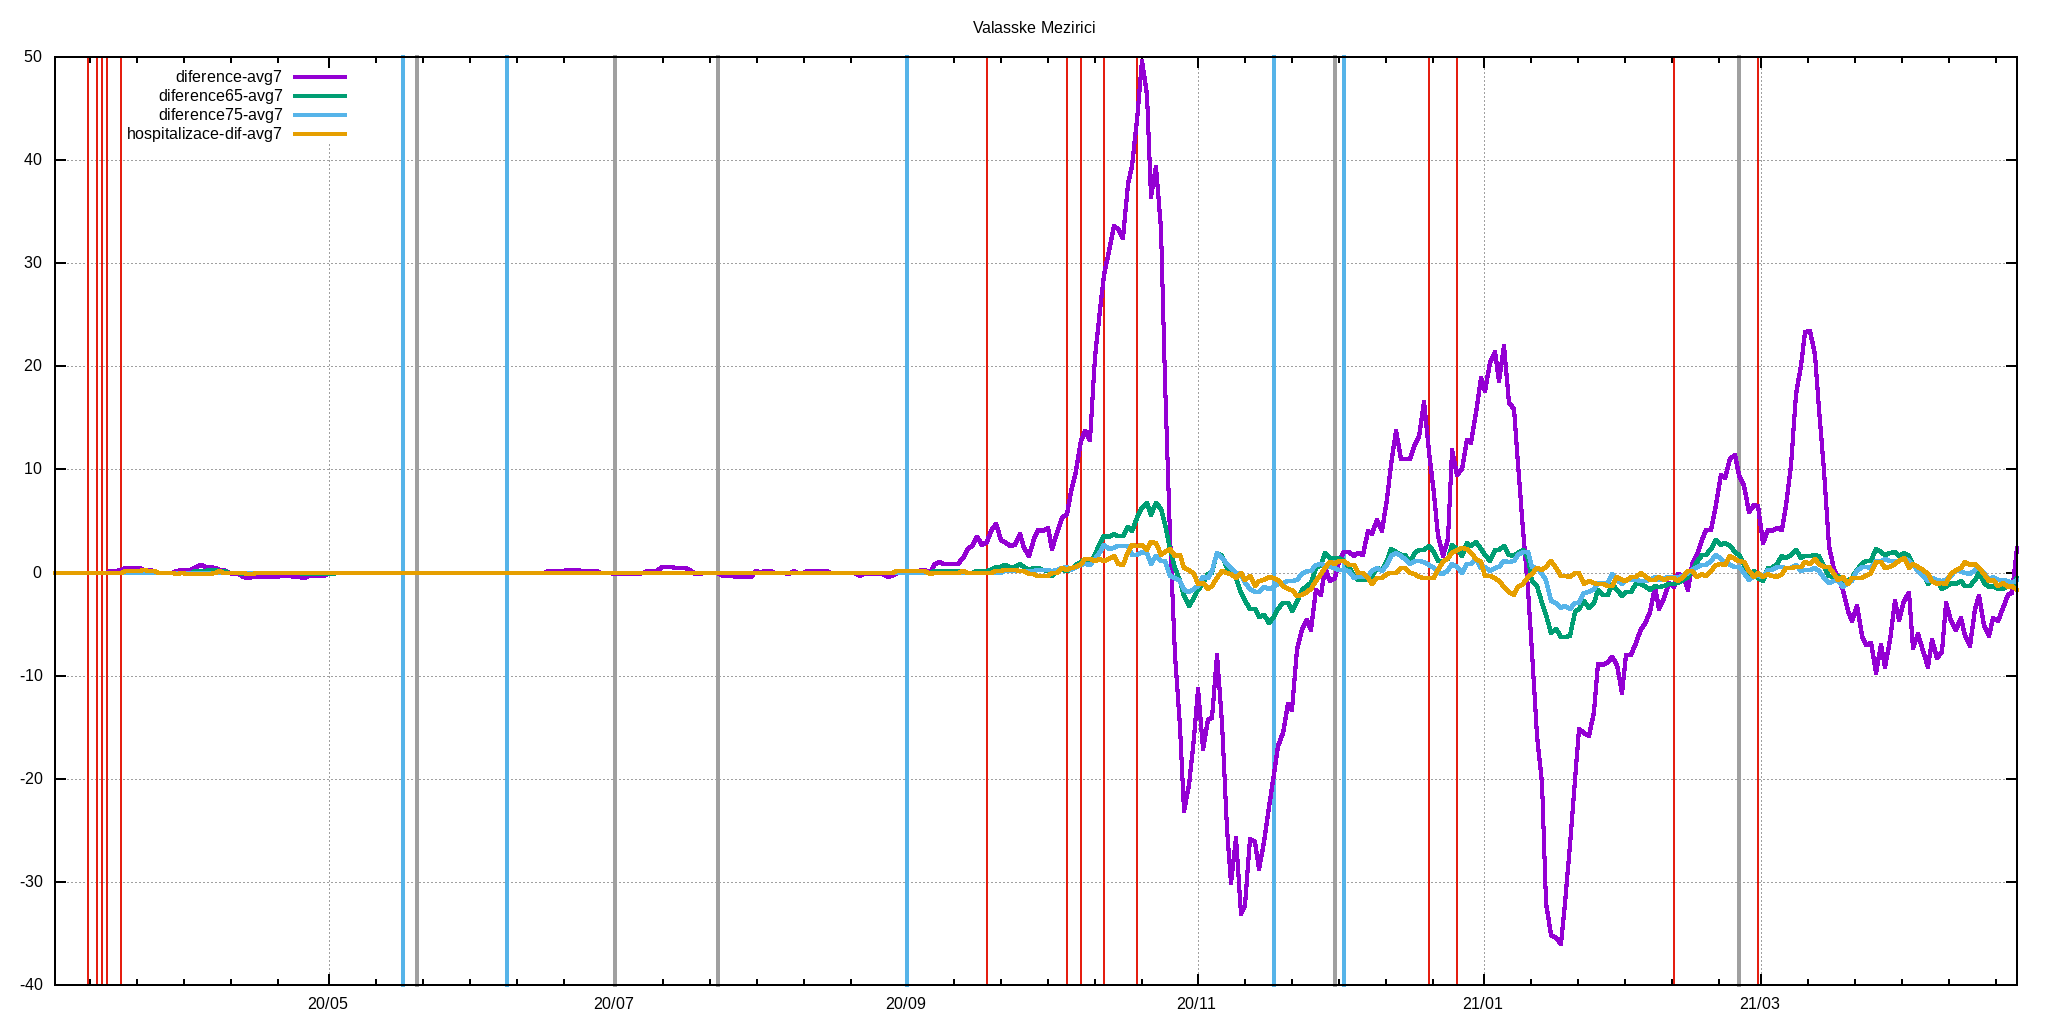 Valasske Mezirici
diference-avg7
diference65-avg7
diference75-avg7
hospitalizace-dif-avg7
50
40
30
20
10
0
-10
-20
-30
-40
20/05 20/07 20/09 20/11 21/01 21/03